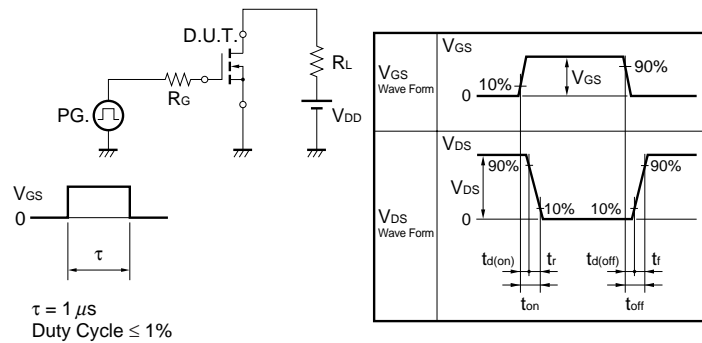 D.U.T.
RL
RG
PG.
VDD
VGS
0
τ
τ = 1 μs
Duty Cycle ≤ 1%
VGS
Wave Form
VGS
10%
0
VGS
90%
VDS
Wave Form
VDS
90%
VDS
0
10%
10%
90%
td(on)
tr
td(off)
tf
ton
toff